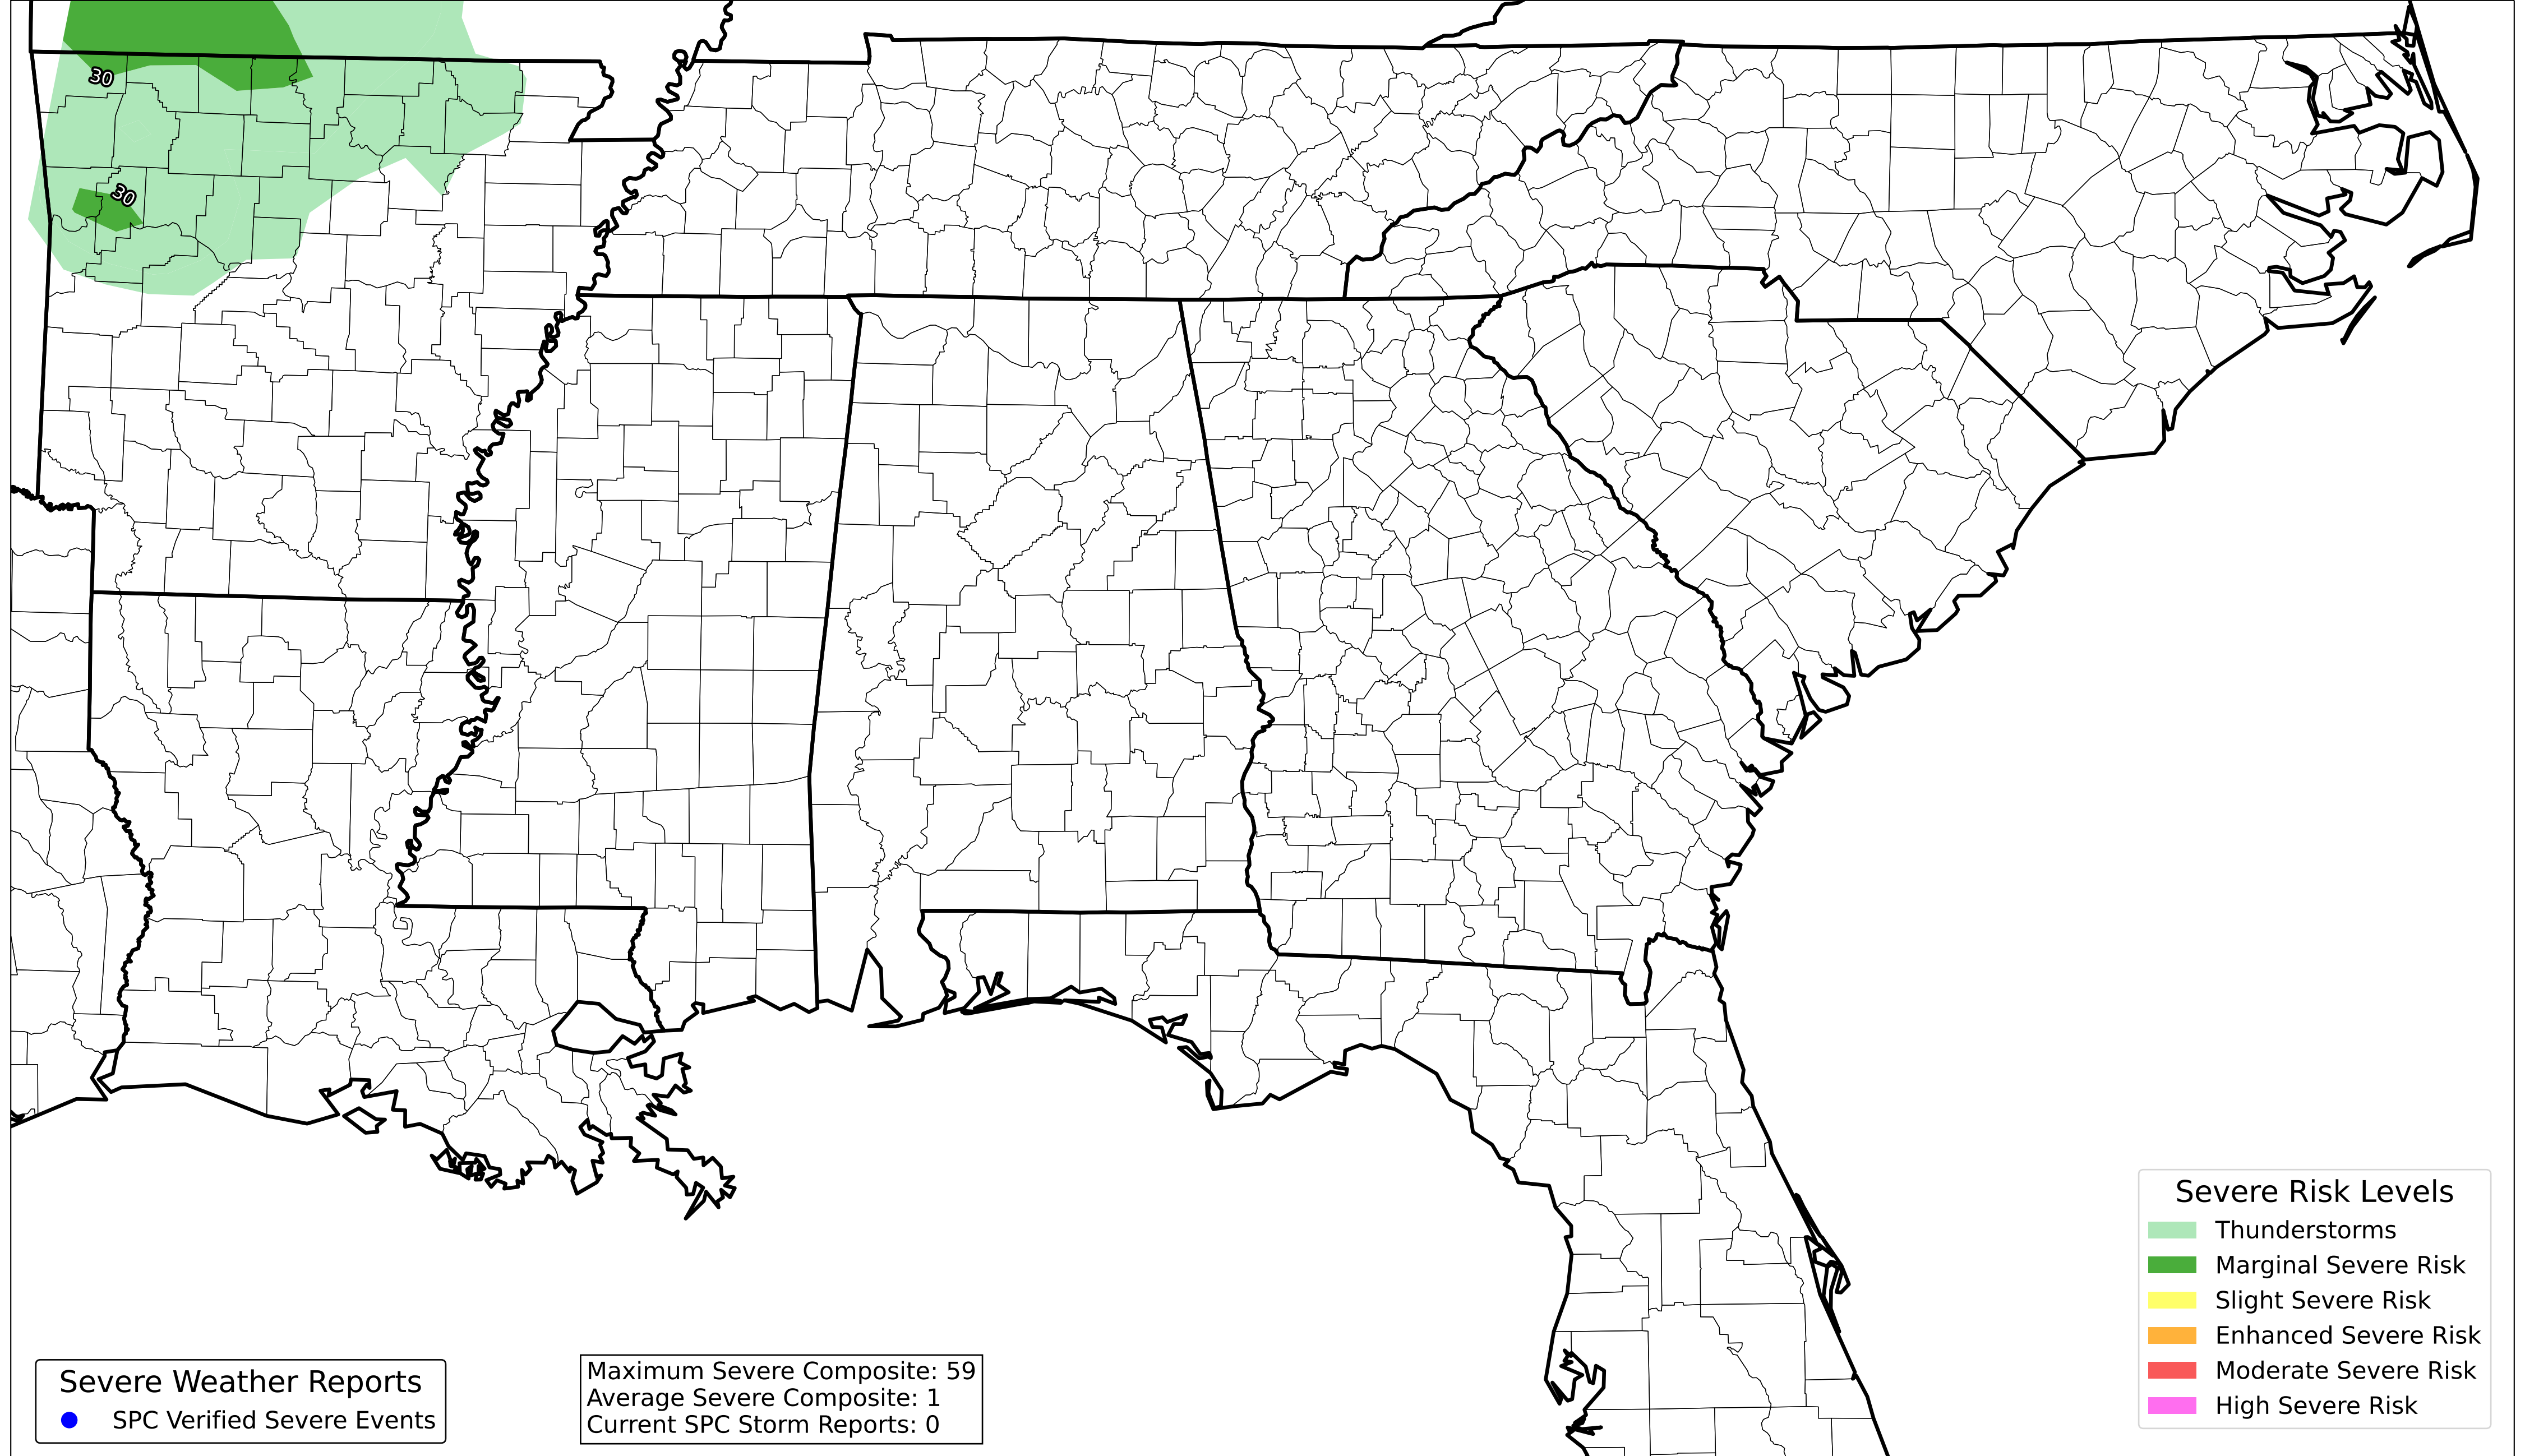 30
30
Severe Risk Levels
Thunderstorms
Marginal Severe Risk
Slight Severe Risk
Enhanced Severe Risk
Moderate Severe Risk
High Severe Risk
Severe Weather Reports
SPC Verified Severe Events
Maximum Severe Composite: 59
Average Severe Composite: 1
Current SPC Storm Reports: 0